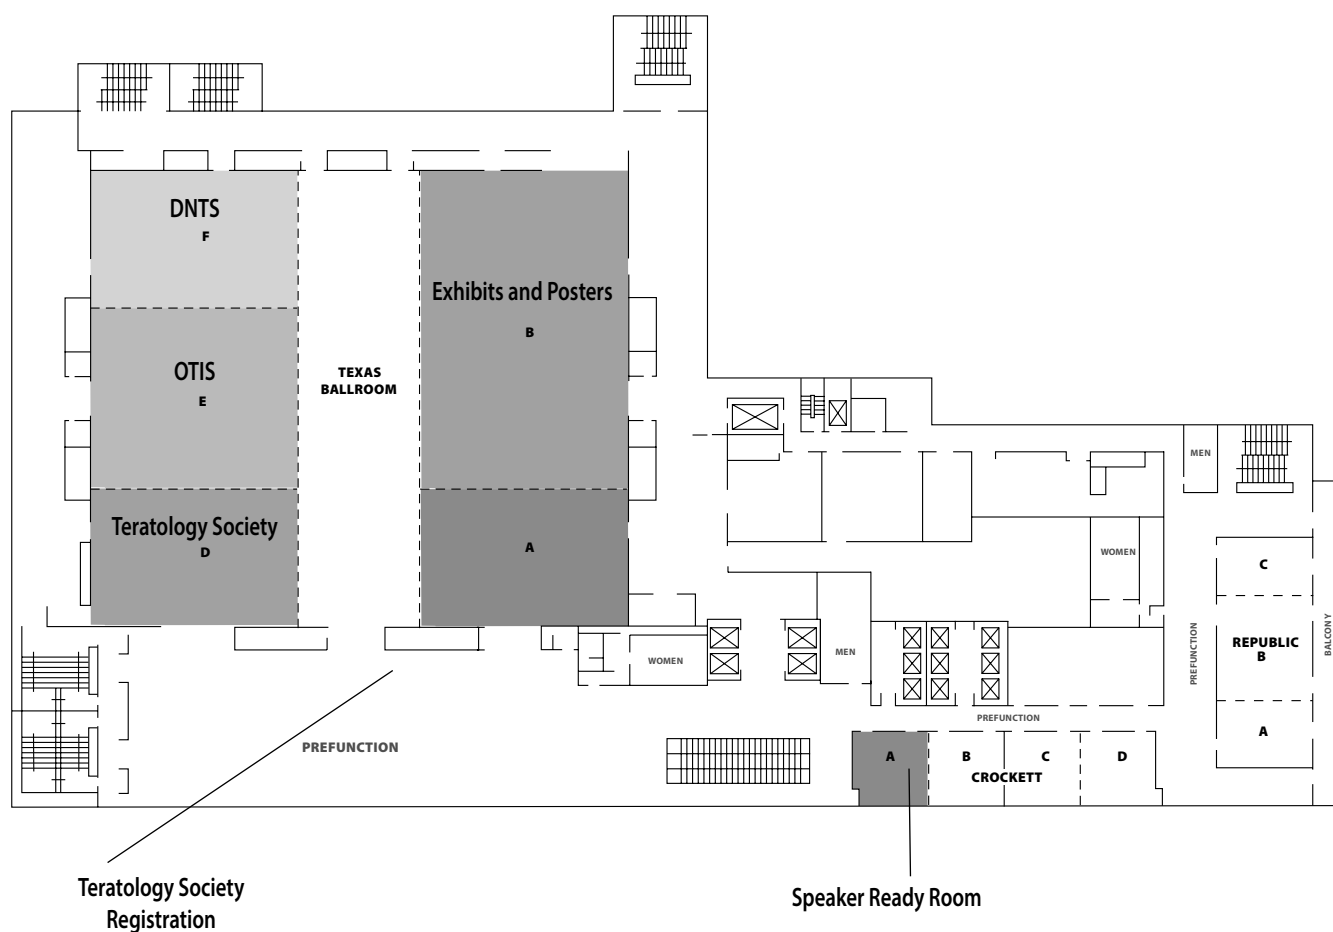 DNTS
F
Exhibits and Posters
B
OTIS
E
TEXAS
BALLROOM
Teratology Society
D
A
MEN
WOMEN
C
REPUBLIC
B
A
PREFUNCTION
BALCONY
WOMEN
MEN
PREFUNCTION
PREFUNCTION
A
B
C
D
CROCKETT
Teratology Society
Registration
Speaker Ready Room